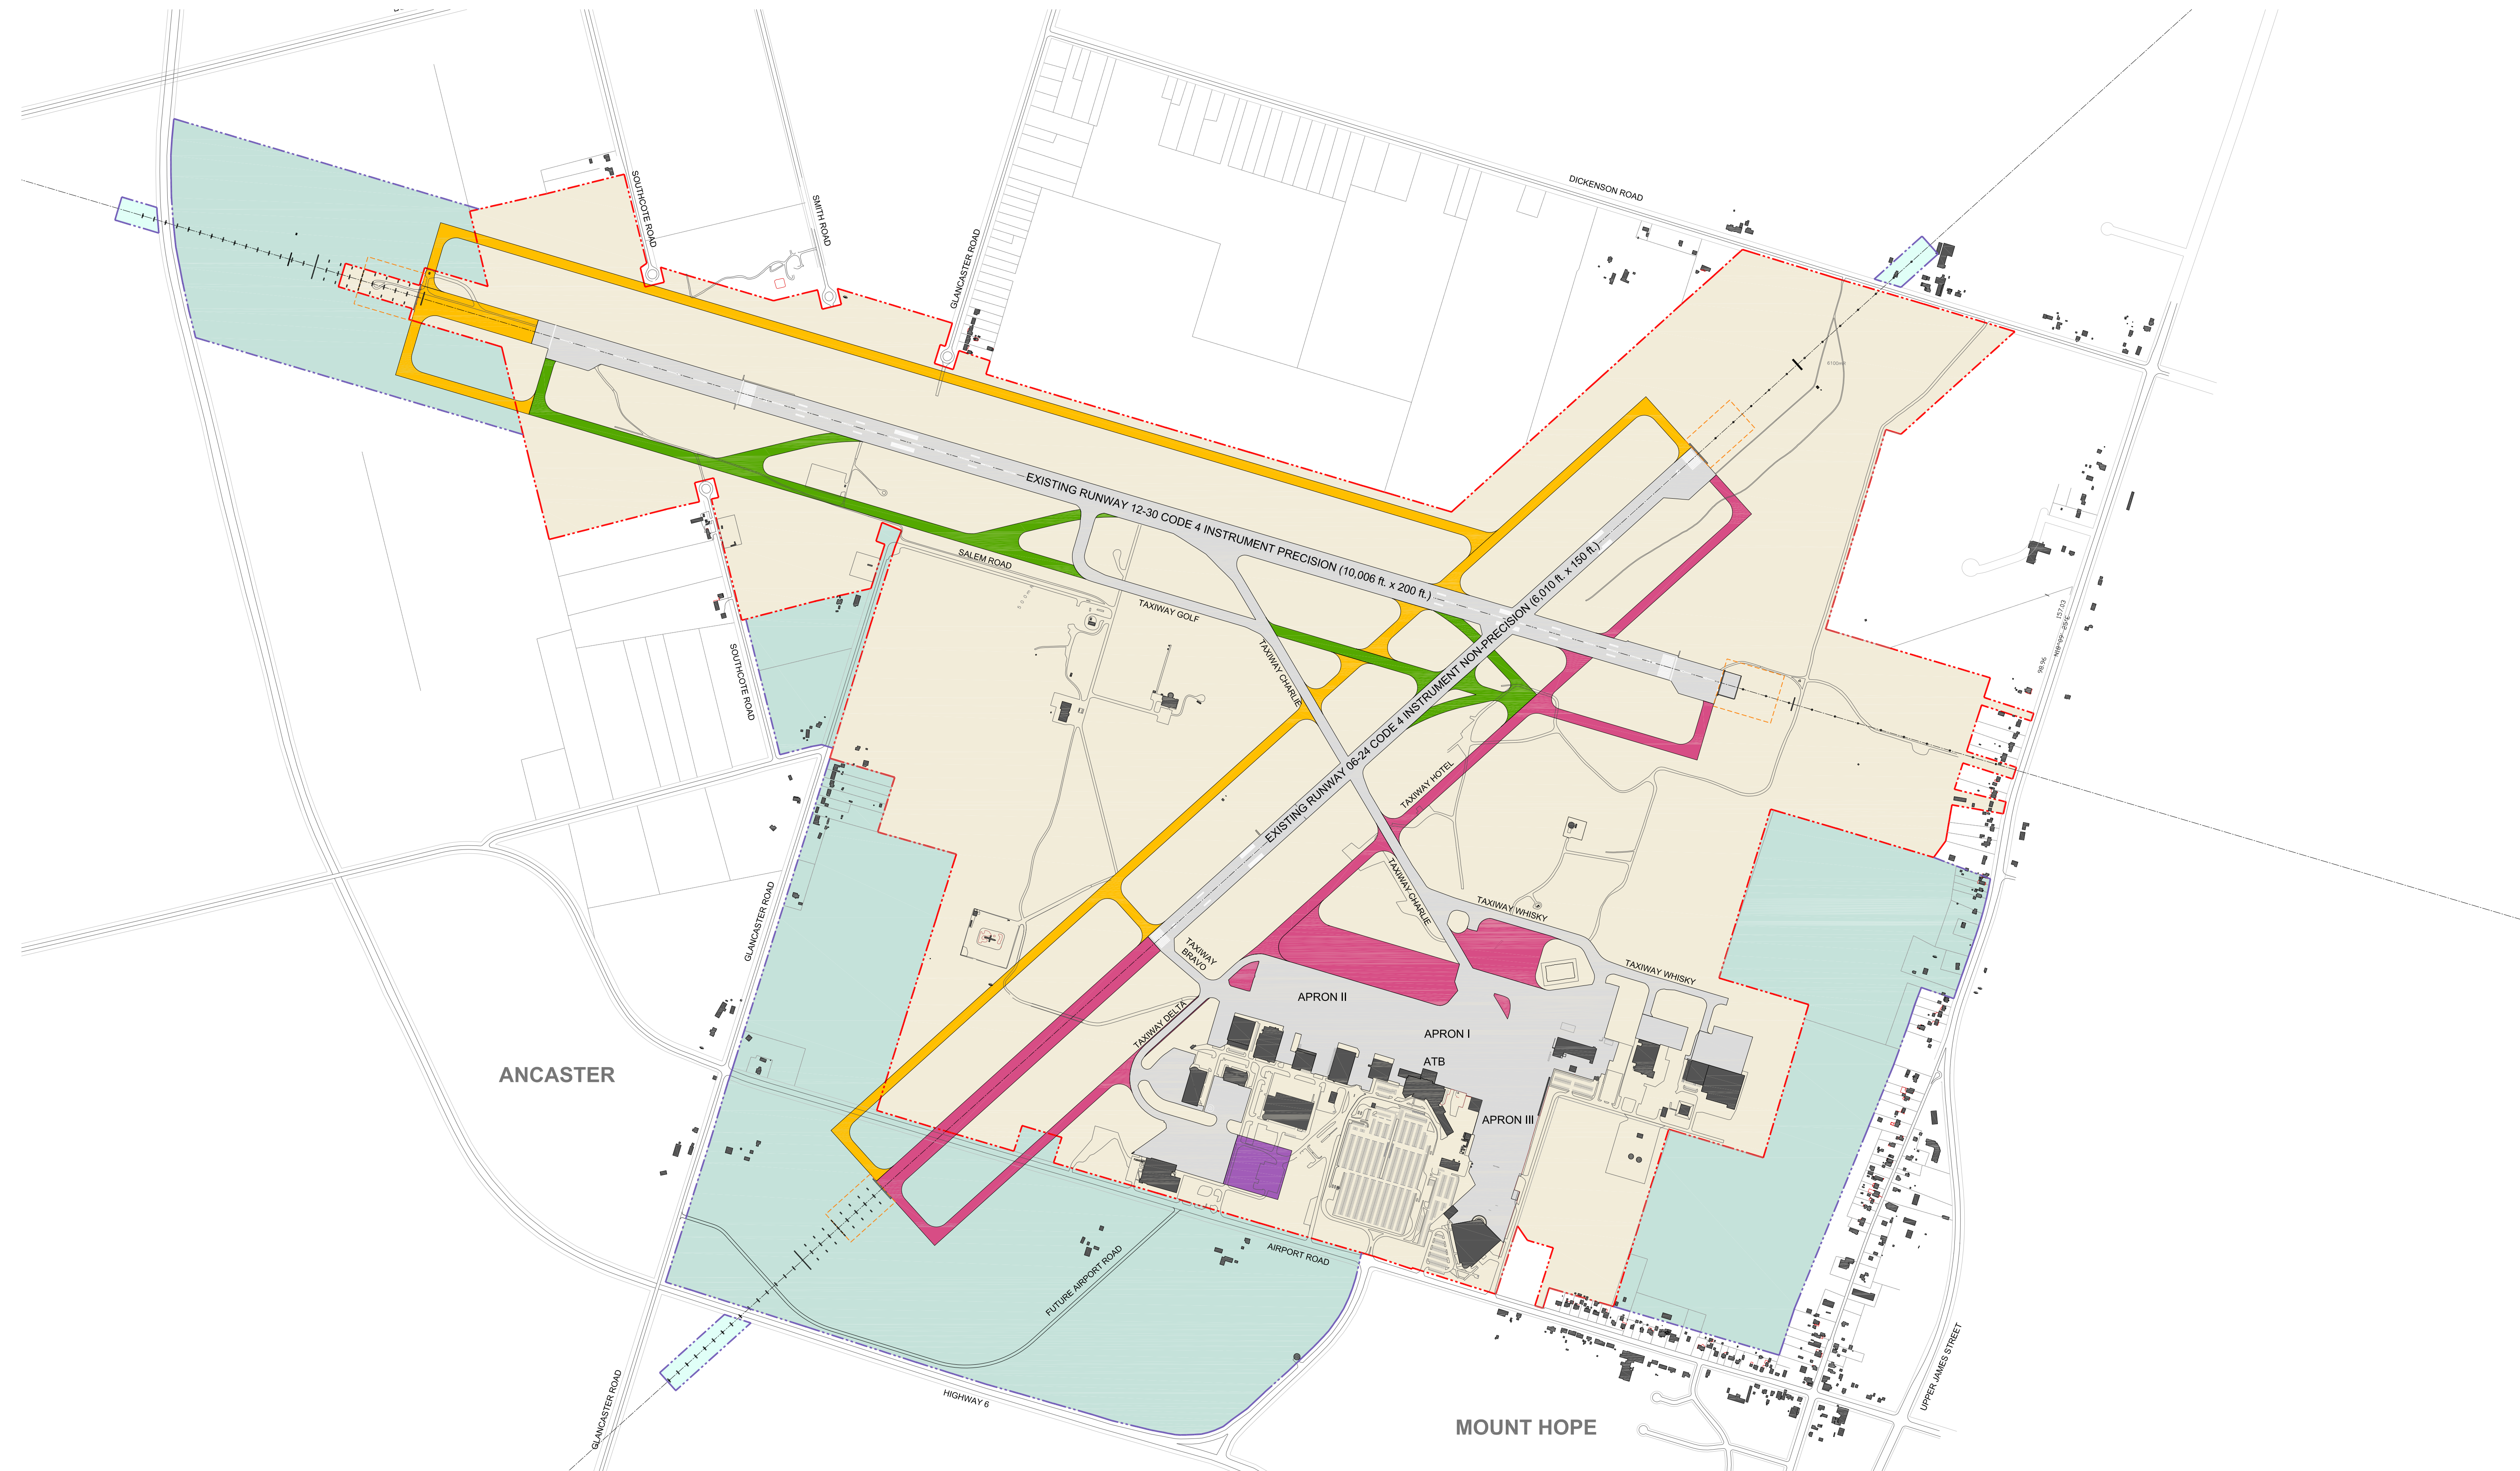 DICKENSON ROAD
SOUTHCOTE ROAD
SMITH ROAD
GLANCASTER ROAD
EXISTING RUNWAY 12-30 CODE 4 INSTRUMENT PRECISION (10,006 ft. x 200 ft.)
EXISTING RUNWAY 06-24 CODE 4 INSTRUMENT NON-PRECISION (6,010 ft. x 150 ft.)
SALEM ROAD
TAXIWAY GOLF
TAXIWAY CHARLIE
SOUTHCOTE ROAD
TAXIWAY HOTEL
157.03
98.96
TAXIWAY CHARLIE
TAXIWAY WHISKY
GLANCASTER ROAD
TAXIWAY
BRAVO
TAXIWAY WHISKY
APRON II
TAXIWAY DELTA
APRON I
ATB
ANCASTER
APRON III
AIRPORT ROAD
FUTURE AIRPORT ROAD
HIGHWAY 6
GLANCASTER ROAD
MOUNT HOPE
UPPER JAMES STREET